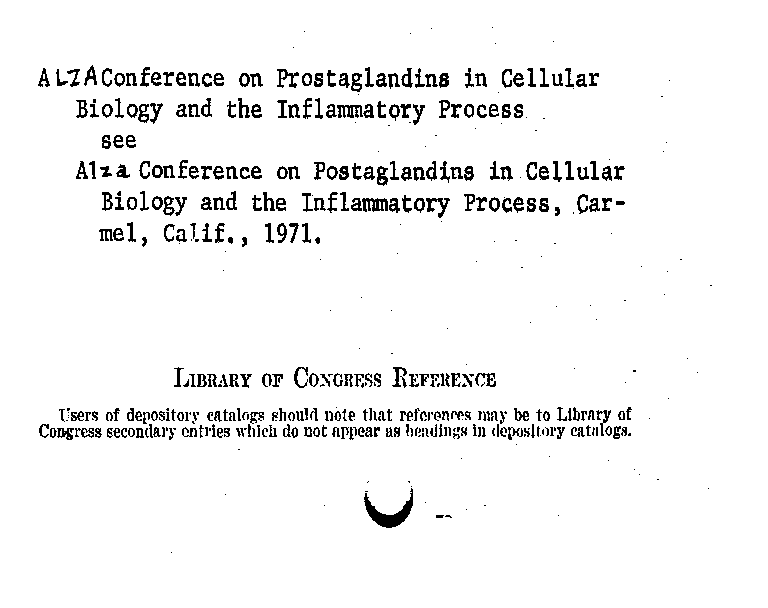 ALZA Conference on Prostaglandins in Cellular
Biology and the Inflammatory Process
see
Alza Conference on Postaglandins in Cellular
Biology and the Inflammatory Process, Car-
mel, Calif., 1971.
LIBRARY OF CONGRESS REFERENCE
Users of depository catalogs should note that references may be to Library of
Congress secondary entries which do not appear as headings in depository catalogs.